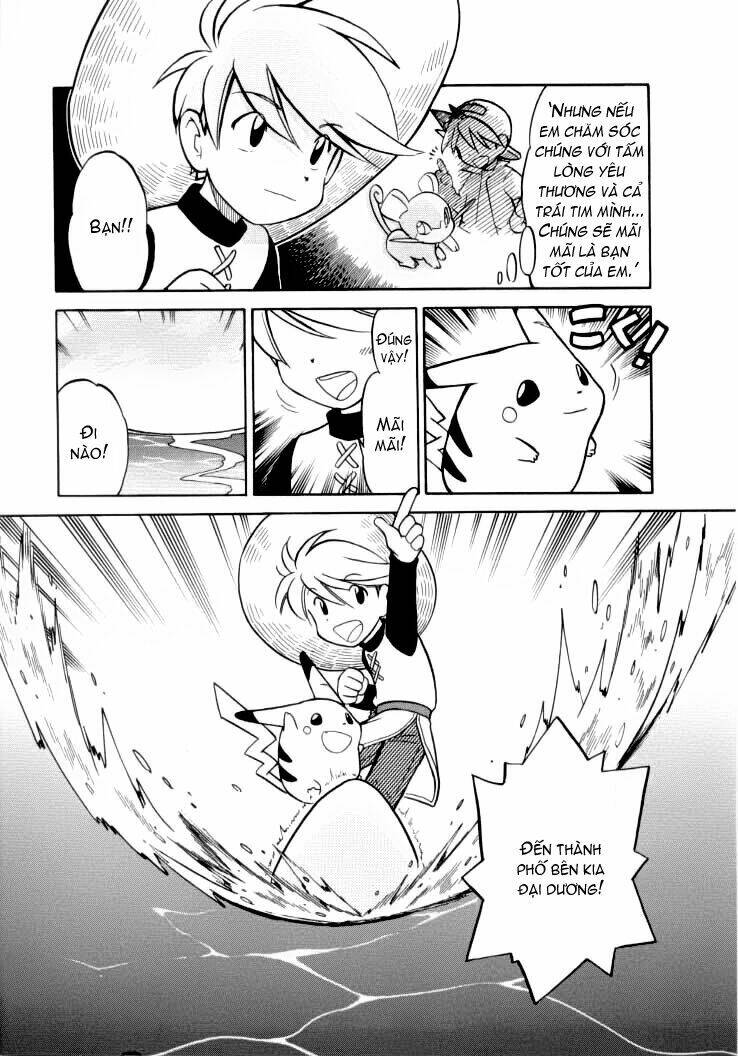 'Nhưng nếu
em chăm sóc
chúng với tấm
lòng yêu
thương và cả
trái tim mình...
Chúng sẽ mãi
mãi là bạn
tốt của em.'
Bạn!!
こく!
Đúng
vậy!
Mãi
mãi!
Đi
nào!
Đến thành
phố bên kia
đại dương!